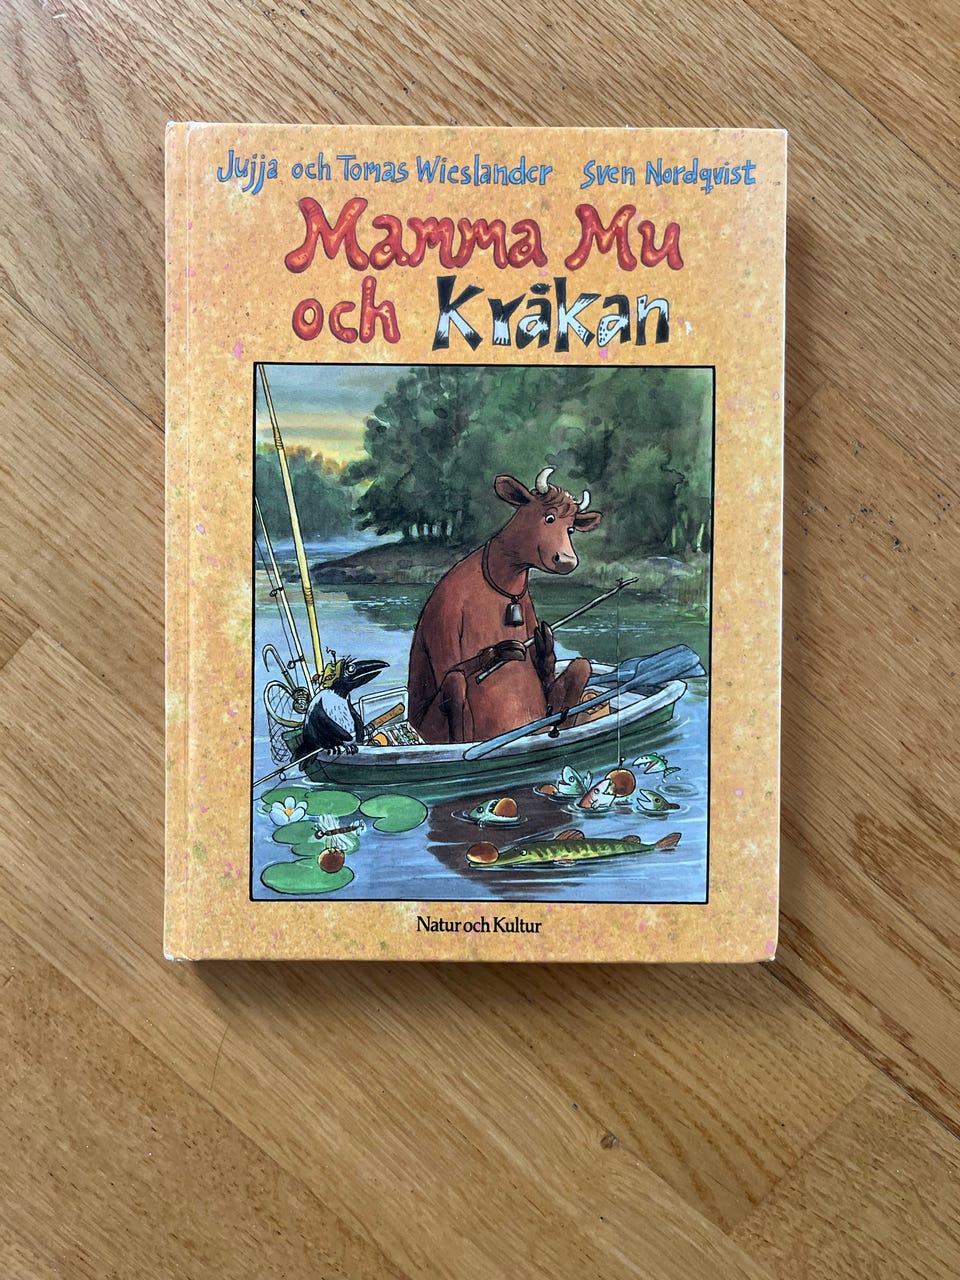 Jujja och Tomas Wieslander Sven Nordqvist
Mamma Mu
och Kråkan
Natur och Kultur